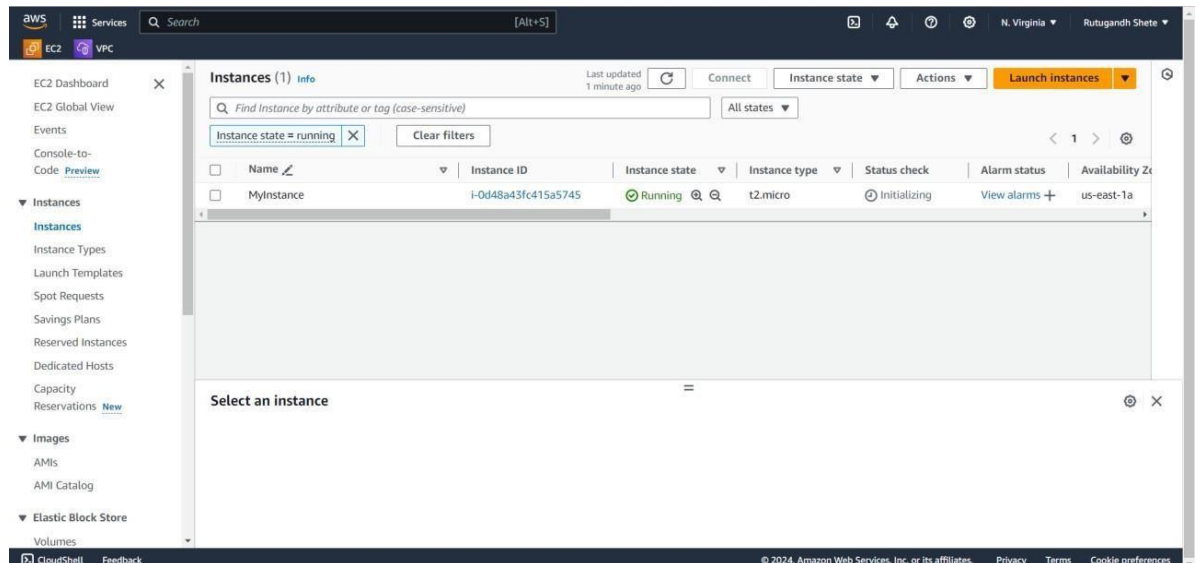 aws Services Search [Alt+S] N. Virginia Rutugandh Shete
EC2 VPC
EC2 Dashboard
EC2 Global View
Events
Console-to-
Code Preview
Instances
Instances
Instance Types
Launch Templates
Spot Requests
Savings Plans
Reserved Instances
Dedicated Hosts
Capacity
Reservations New
Images
AMIs
AMI Catalog
Elastic Block Store
Volumes
Instances (1) Info
Last updated
1 minute ago
Connect Instance state Actions Launch instances
Find Instance by attribute or tag (case-sensitive) All states
Instance state = running Clear filters
1
Name Instance ID Instance state Instance type Status check Alarm status Availability Zo
MyInstance i-0d48a43fc415a5745 Running t2.micro Initializing View alarms us-east-1a
Select an instance
CloudShell Feedback © 2024, Amazon Web Services, Inc. or its affiliates. Privacy Terms Cookie preferences